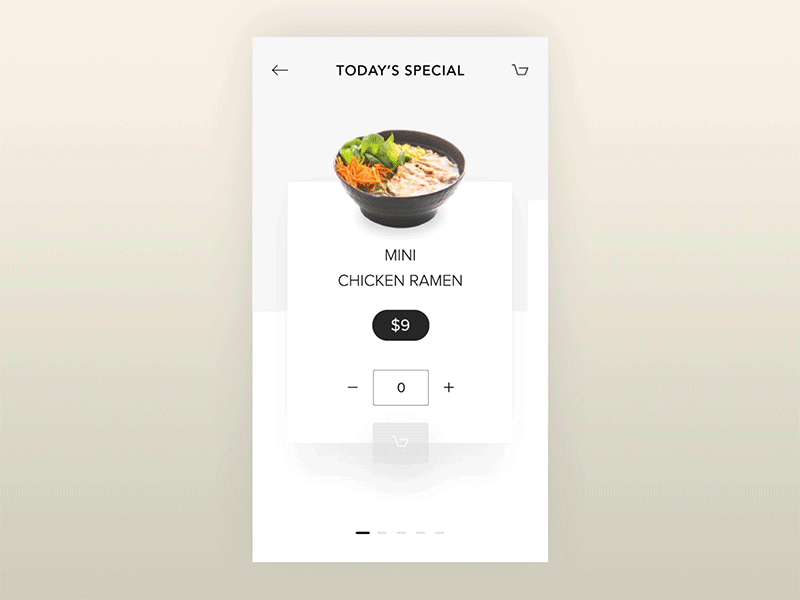 TODAY’S SPECIAL
MINI
CHICKEN RAMEN
$9
− 0 +